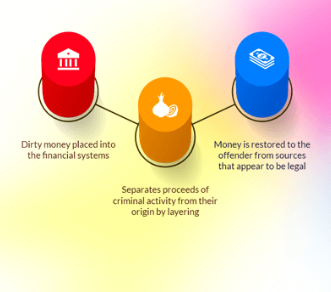 Dirty money placed into
the financial systems
Separates proceeds of
criminal activity from their
origin by layering
Money is restored to the
offender from sources
that appear to be legal